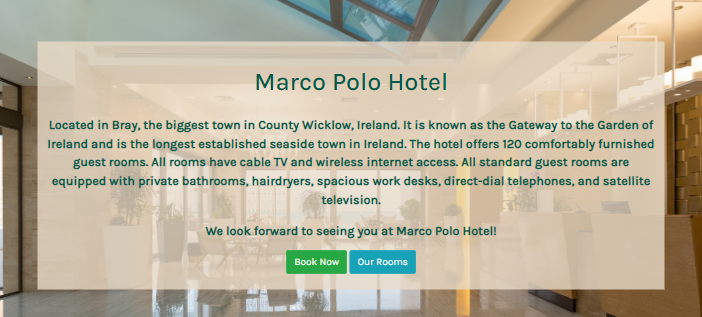 Marco Polo Hotel
Located in Bray, the biggest town in County Wicklow, Ireland. It is known as the Gateway to the Garden of
Ireland and is the longest established seaside town in Ireland. The hotel offers 120 comfortably furnished
guest rooms. All rooms have cable TV and wireless internet access. All standard guest rooms are
equipped with private bathrooms, hairdryers, spacious work desks, direct-dial telephones, and satellite
television.
We look forward to seeing you at Marco Polo Hotel!
Book Now Our Rooms